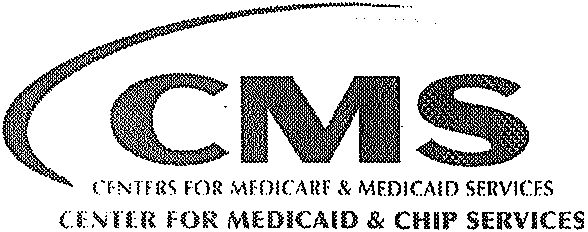 CMS
CENTERS FOR MEDICARE & MEDICAID SERVICES
CENTER FOR MEDICAID & CHIP SERVICES